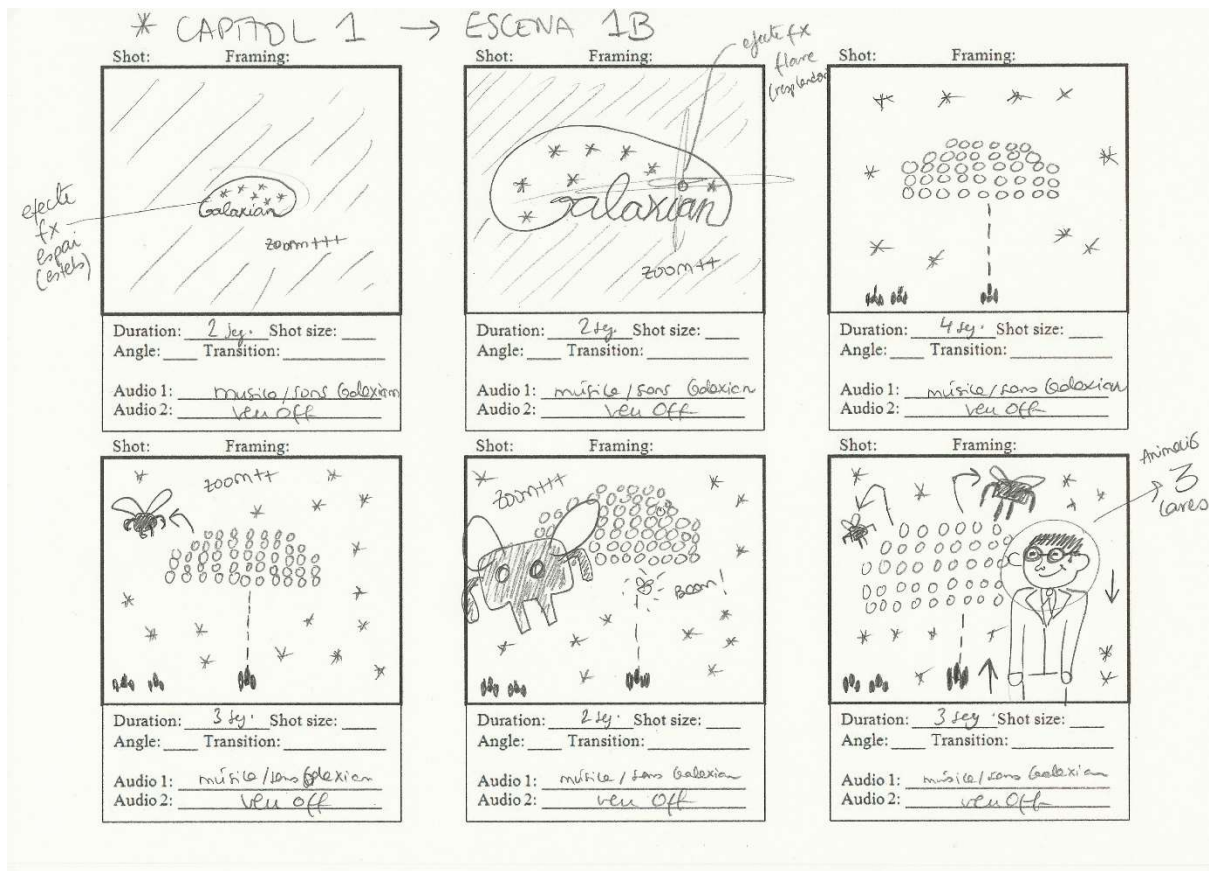 * CAPITOL 1 → ESCENA 1B
Shot: Framing:
efecte
fx
espai
(estels)
Galaxian
zoom+++
Duration: 2 seg. Shot size:
Angle: Transition:
Audio 1: musica/sons Galaxian
Audio 2: veu Off
Shot: Framing:
efecte fx
flare
(resplandor
Galaxian
zoom++
Duration: 2 seg. Shot size:
Angle: Transition:
Audio 1: música/sons Galaxian
Audio 2: veu Off
Shot: Framing:
Duration: 4 seg. Shot size:
Angle: Transition:
Audio 1: música/sons Galaxian
Audio 2: veu Off
Shot: Framing:
zoom++
Duration: 3 seg. Shot size:
Angle: Transition:
Audio 1: música/sons Galaxian
Audio 2: veu off
Shot: Framing:
zoom+++
Boom!
Duration: 2 seg. Shot size:
Angle: Transition:
Audio 1: música/sons Galaxian
Audio 2: veu Off
Shot: Framing:
Animació
3
cares
Duration: 3 seg Shot size:
Angle: Transition:
Audio 1: música/sons Galaxian
Audio 2: veu Off